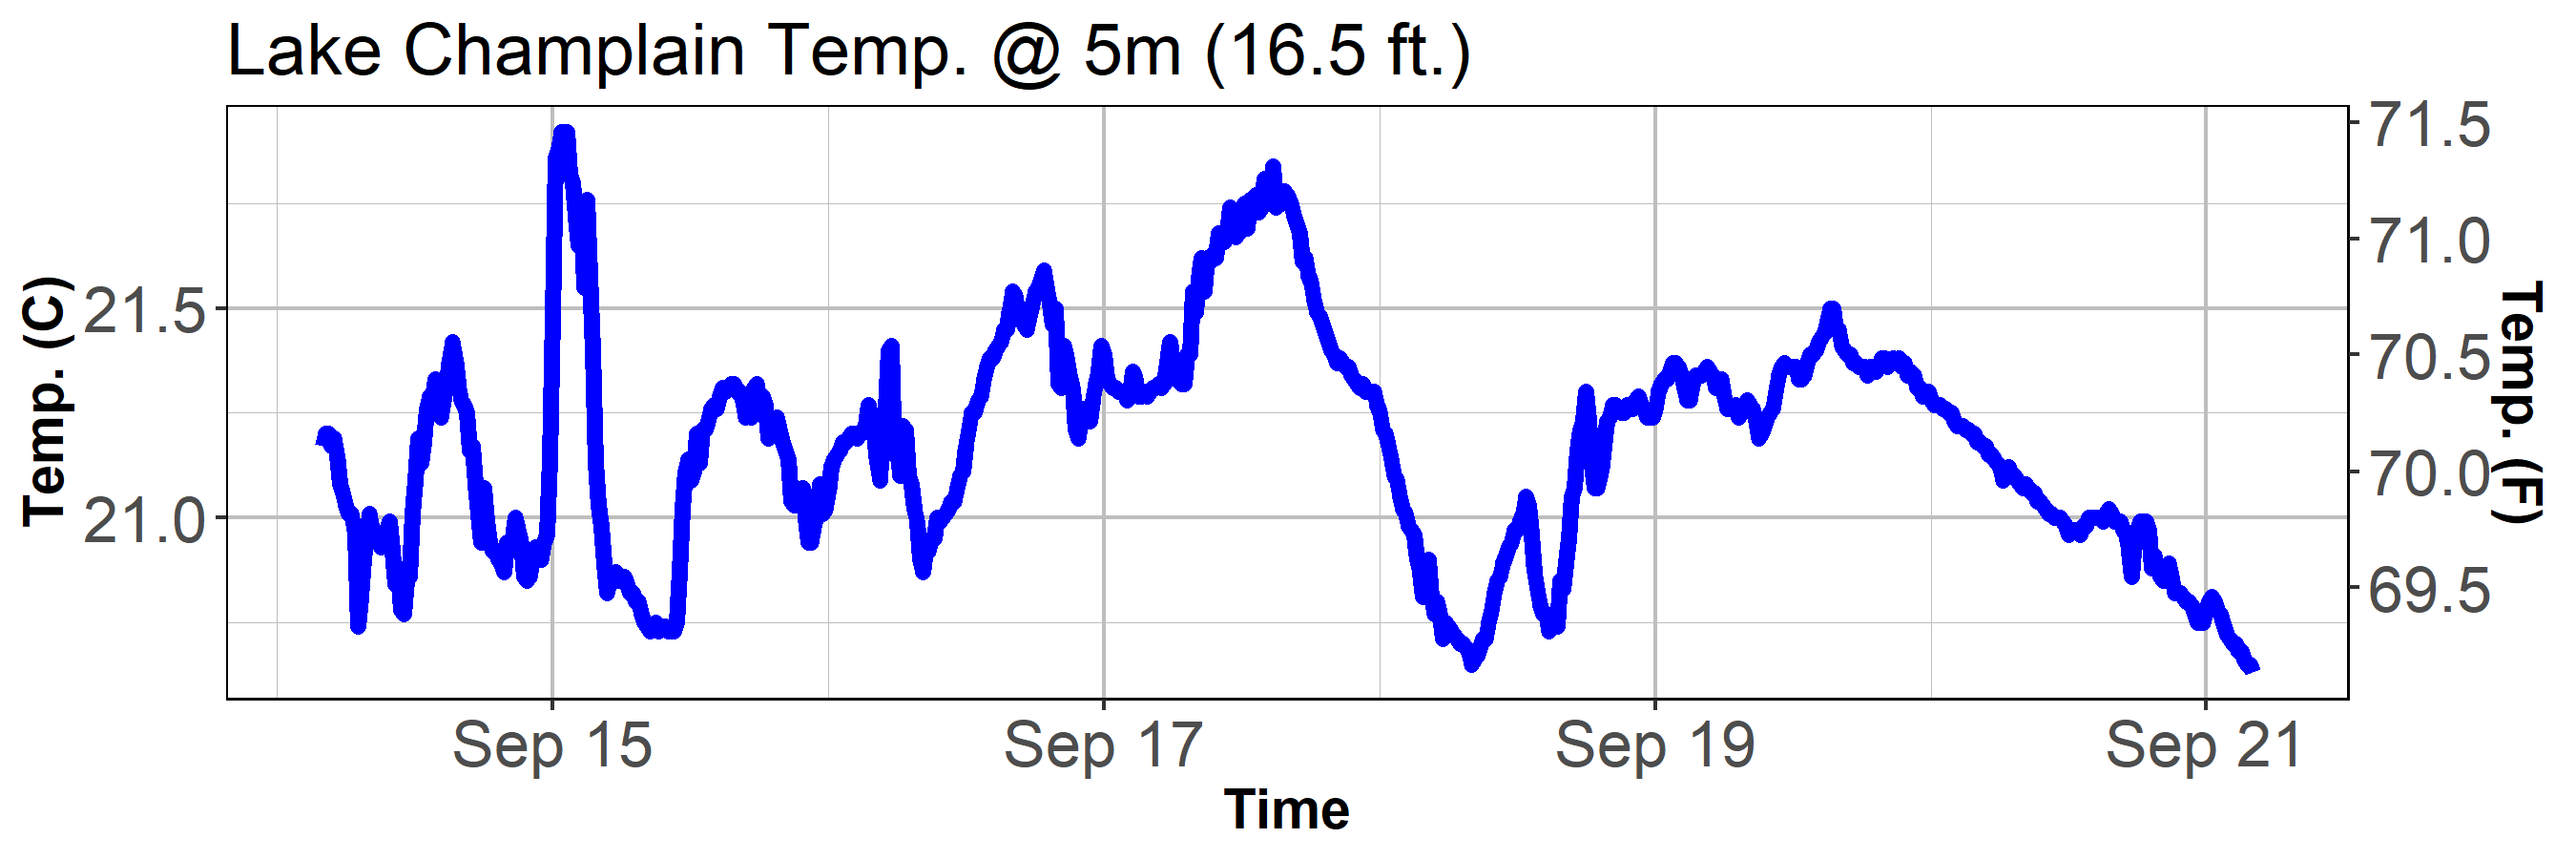 Lake Champlain Temp. @ 5m (16.5 ft.)
Temp. (C)
21.5
21.0
71.5
71.0
70.5
70.0
69.5
Temp. (F)
Sep 15
Sep 17
Sep 19
Sep 21
Time